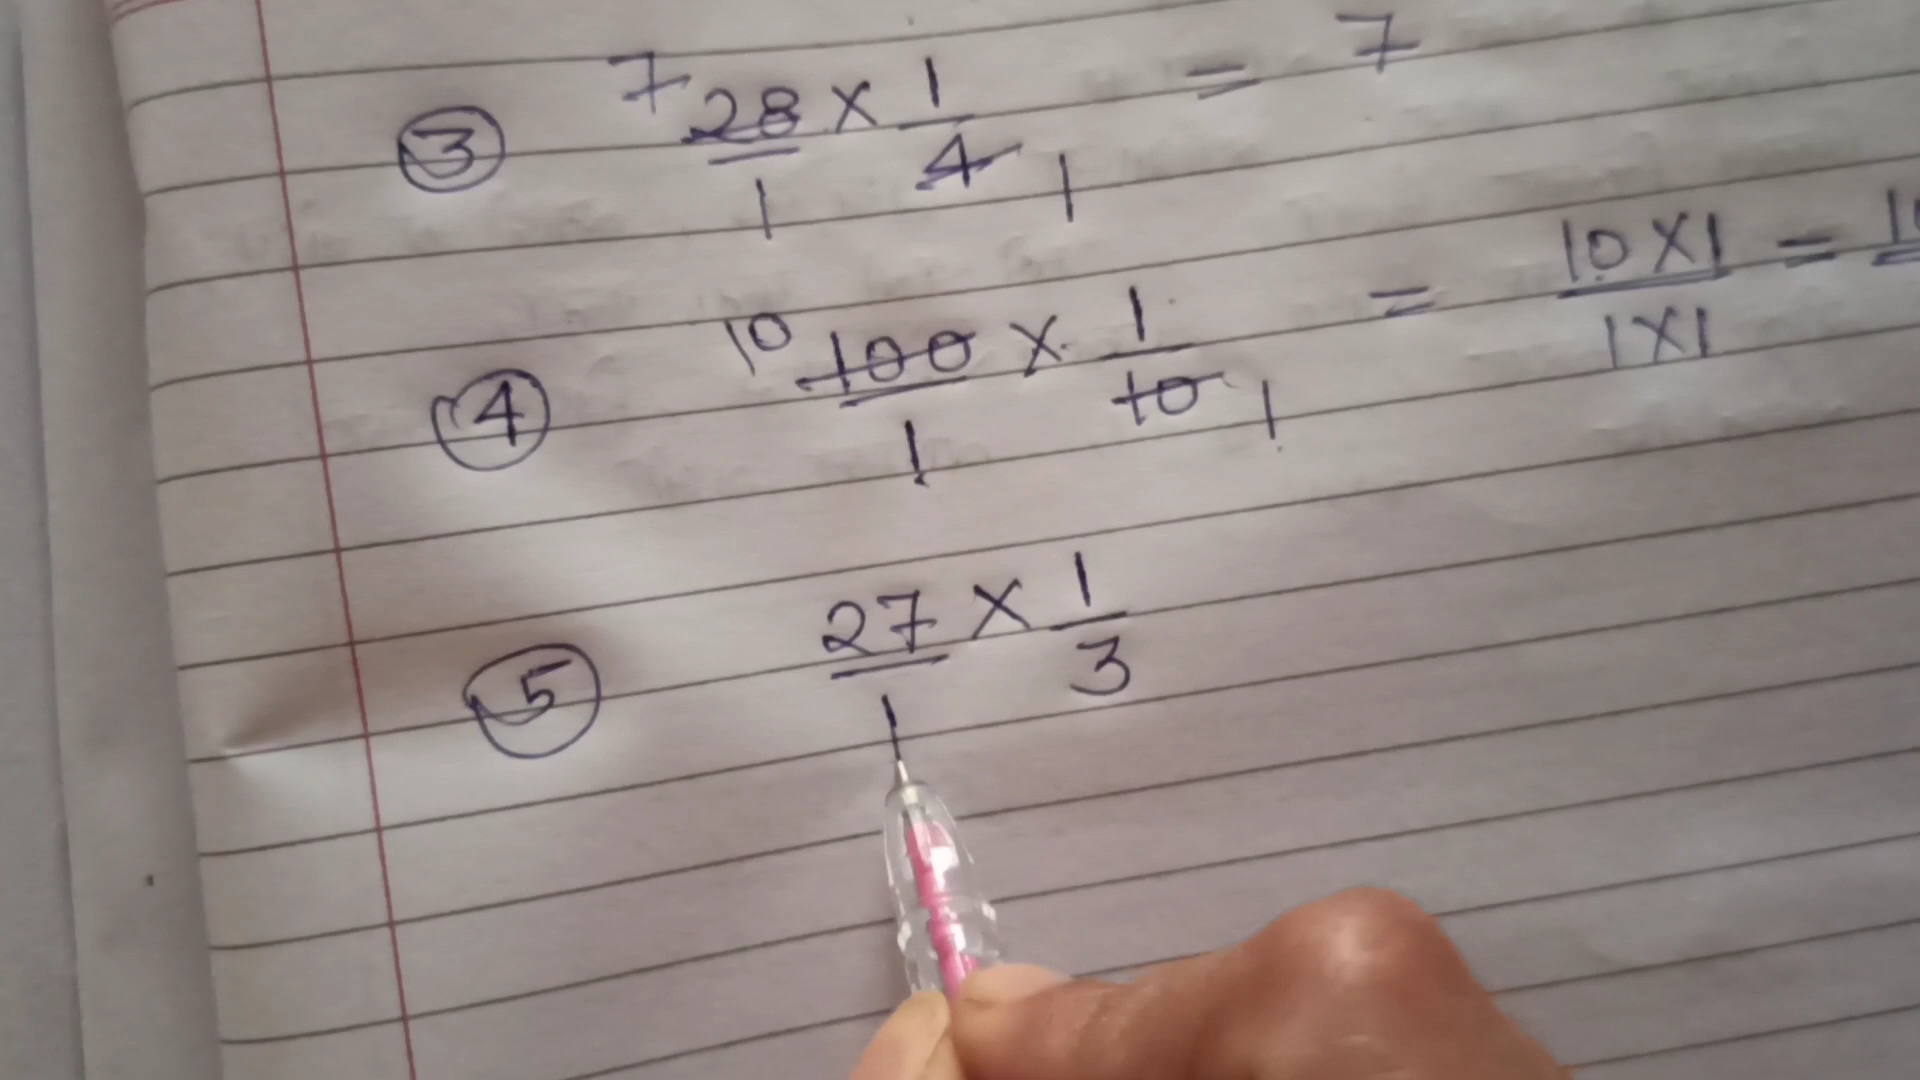 ③ 7 28/1 × 1/4 1 = 7
④ 10 100/1 × 1/10 1 = 10×1/1×1 = 10
⑤ 27/1 × 1/3